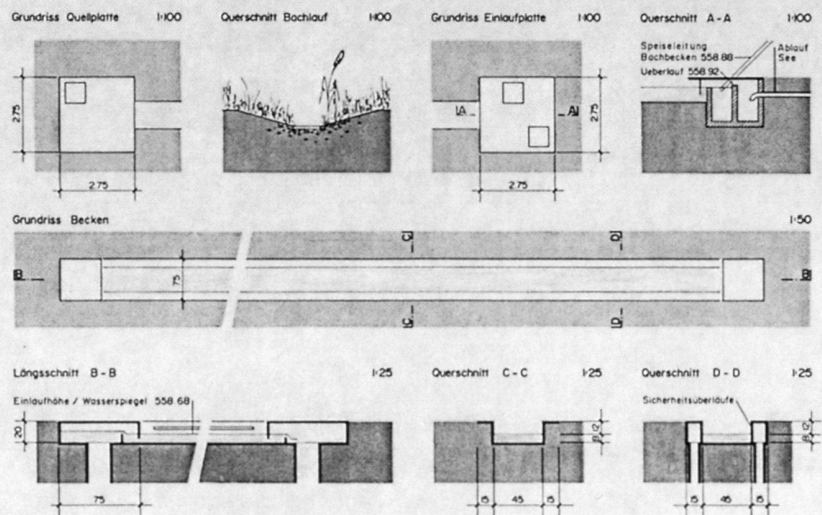 Grundriss Quellplatte 1:100
Querschnitt Bachlauf 1:100
Grundriss Einlaufplatte 1:100
Querschnitt A-A 1:100
Speiseleitung
Bachbecken 558.88
Ueberlauf 558.92
Ablauf
See
2.75
2.75
A
A
2.75
2.75
Grundriss Becken 1:50
B
75
C
C
D
D
B
Längsschnitt B-B 1:25
Einlaufhöhe / Wasserspiegel 558.68
20
75
Querschnitt C-C 1:25
8 12
15 45 15
Querschnitt D-D 1:25
Sicherheitsüberläufe
8 12
15 45 15